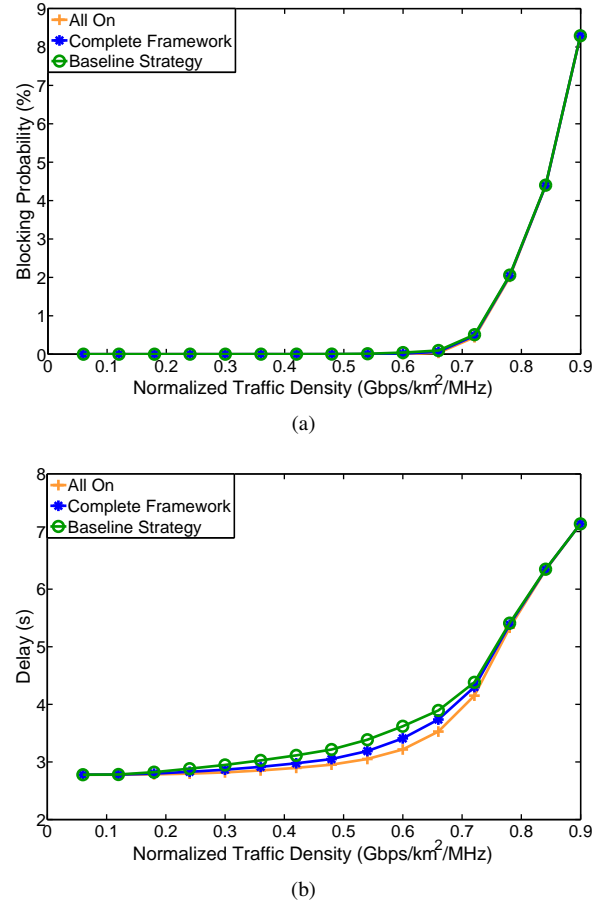 All On
Complete Framework
Baseline Strategy
9
8
7
6
5
4
3
2
1
0
Blocking Probability (%)
0 0.1 0.2 0.3 0.4 0.5 0.6 0.7 0.8 0.9
Normalized Traffic Density (Gbps/km²/MHz)
(a)
All On
Complete Framework
Baseline Strategy
8
7
6
5
4
3
2
Delay (s)
0 0.1 0.2 0.3 0.4 0.5 0.6 0.7 0.8 0.9
Normalized Traffic Density (Gbps/km²/MHz)
(b)